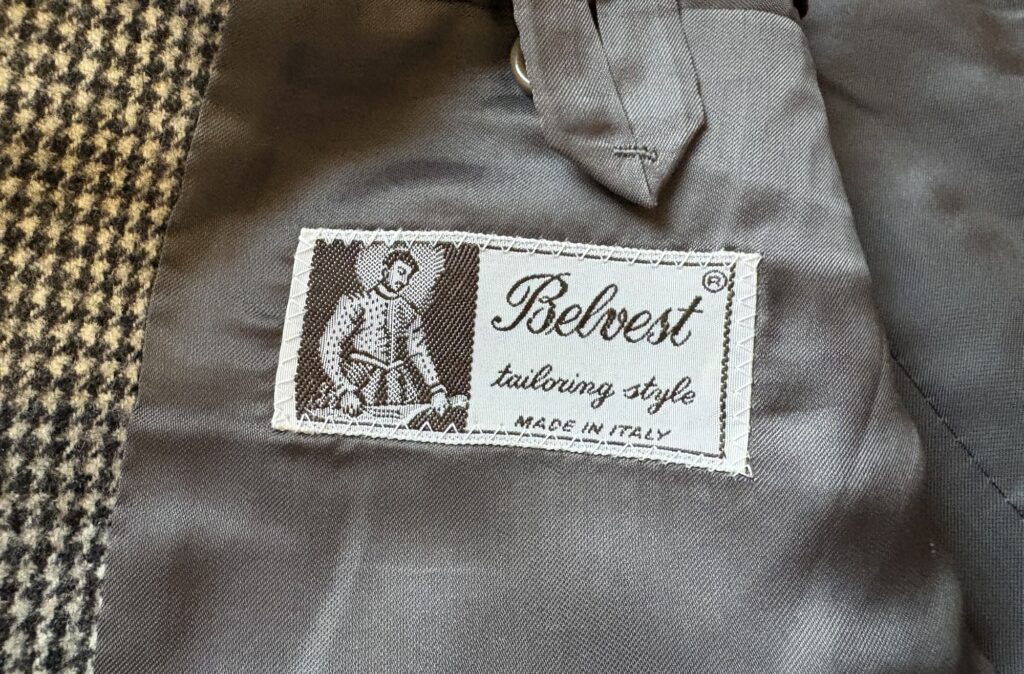 Belvest ®
tailoring style
MADE IN ITALY